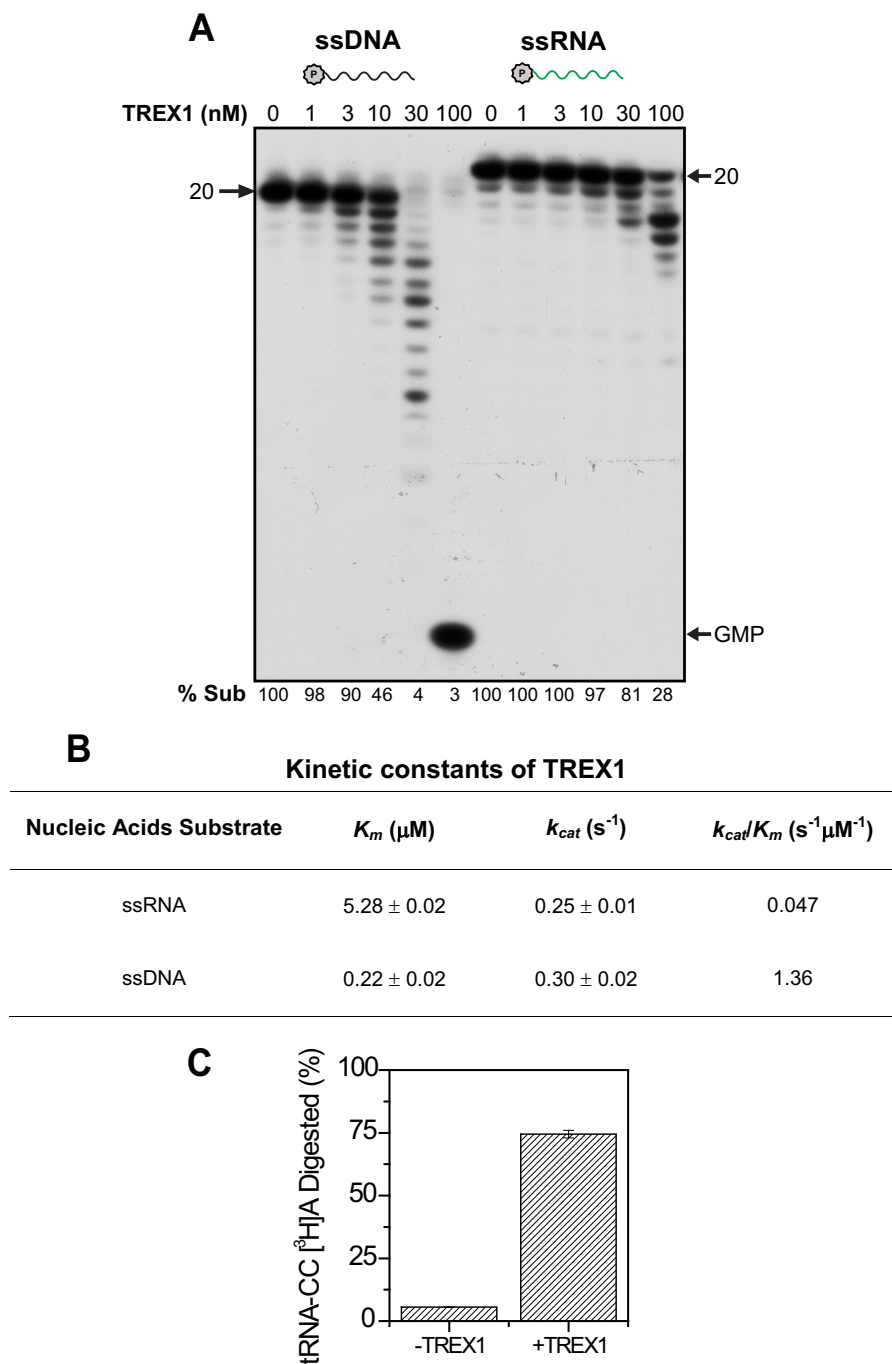 A
ssDNA ssRNA
P P
TREX1 (nM) 0 1 3 10 30 100 0 1 3 10 30 100
20 20
GMP
% Sub 100 98 90 46 4 3 100 100 100 97 81 28
B
Kinetic constants of TREX1
Nucleic Acids Substrate Km (μM) kcat (s-1) kcat/Km (s-1μM-1)
ssRNA 5.28 ± 0.02 0.25 ± 0.01 0.047
ssDNA 0.22 ± 0.02 0.30 ± 0.02 1.36
C
tRNA-CC [3H]A Digested (%)
100
75
50
25
0
-TREX1 +TREX1